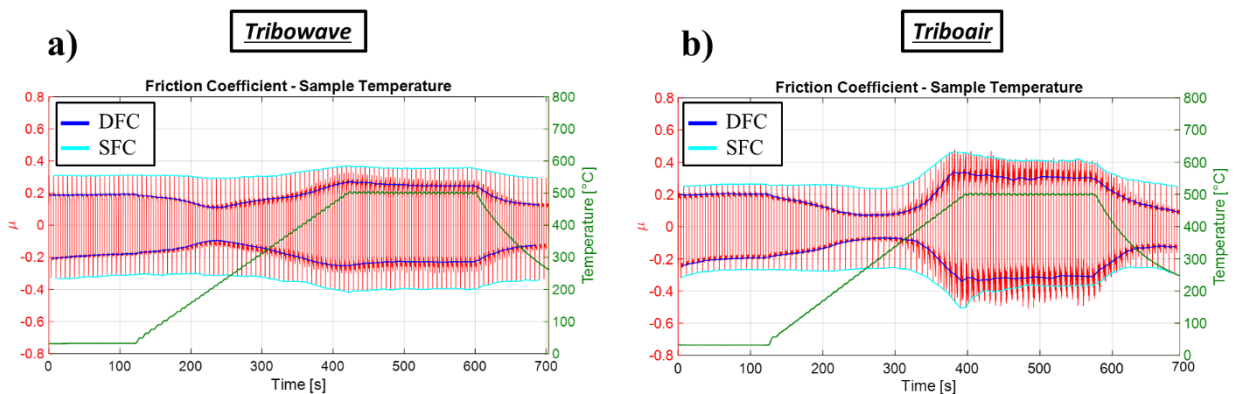 Tribowave
Triboair
a)
b)
Friction Coefficient - Sample Temperature
DFC
SFC
0.8
0.6
0.4
0.2
0
-0.2
-0.4
-0.6
-0.8
μ
800
700
600
500
400
300
200
100
0
Temperature [°C]
0 100 200 300 400 500 600 700
Time [s]
Friction Coefficient - Sample Temperature
DFC
SFC
0.8
0.6
0.4
0.2
0
-0.2
-0.4
-0.6
-0.8
μ
800
700
600
500
400
300
200
100
0
Temperature [°C]
0 100 200 300 400 500 600 700
Time [s]